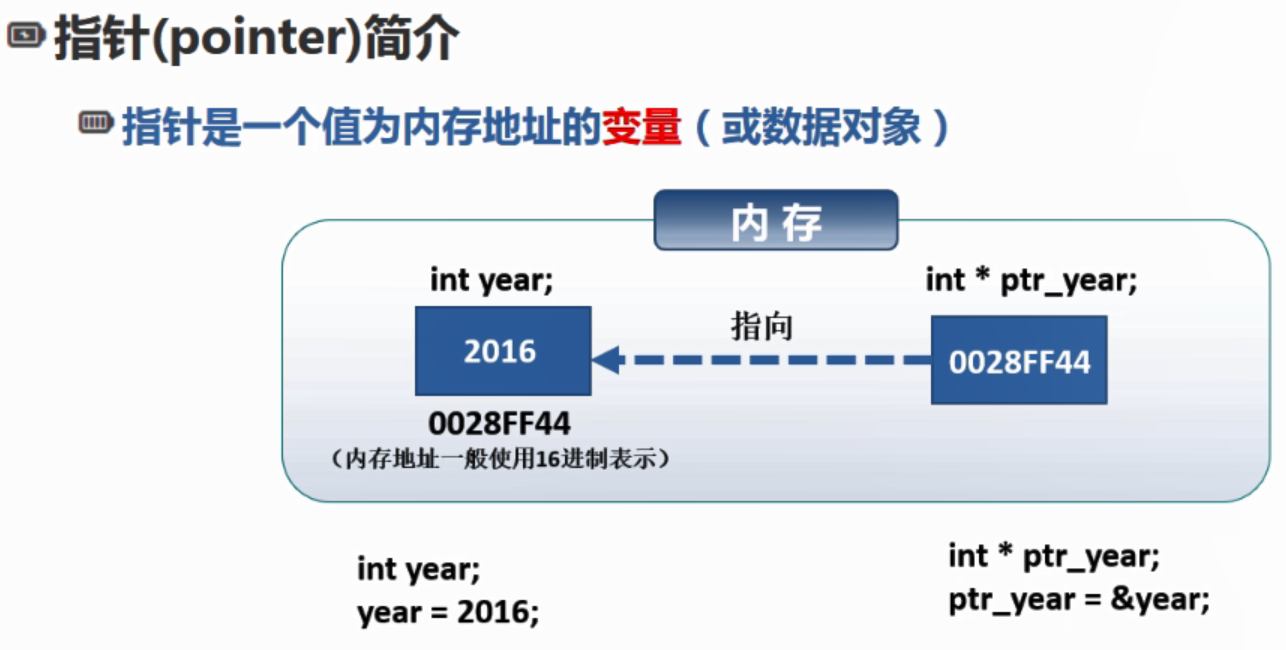 指针(pointer)简介
指针是一个值为内存地址的变量（或数据对象）
内 存
int year;
int * ptr_year;
2016
指向
0028FF44
0028FF44
（内存地址一般使用16进制表示）
int year;
year = 2016;
int * ptr_year;
ptr_year = &year;